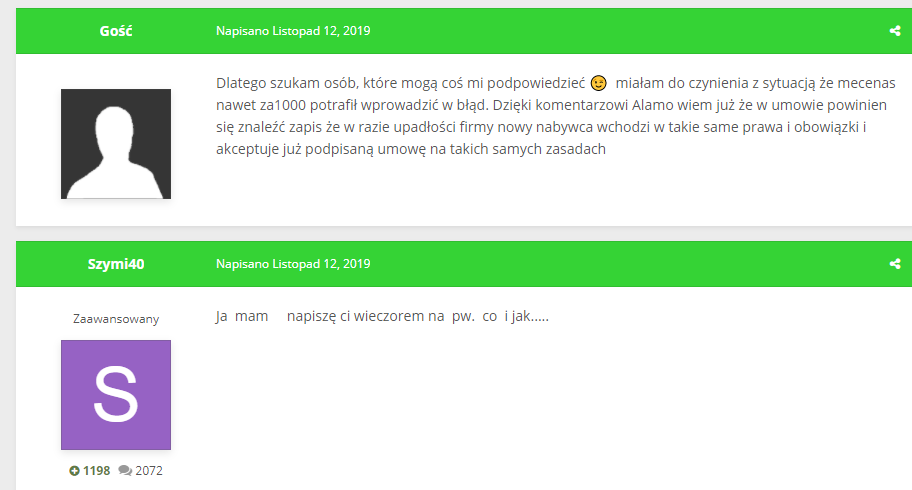 Gość
Napisano Listopad 12, 2019
Dlatego szukam osób, które mogą coś mi podpowiedzieć 😉 miałam do czynienia z sytuacją że mecenas
nawet za1000 potrafił wprowadzić w błąd. Dzięki komentarzowi Alamo wiem już że w umowie powinien
się znaleźć zapis że w razie upadłości firmy nowy nabywca wchodzi w takie same prawa i obowiązki i
akceptuje już podpisaną umowę na takich samych zasadach
Szymi40
Napisano Listopad 12, 2019
Zaawansowany
Ja mam napiszę ci wieczorem na pw. co i jak.....
S
1198 2072